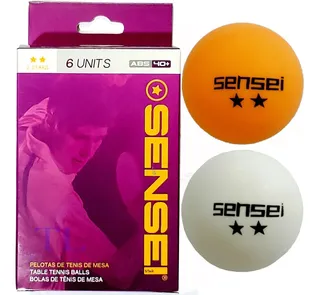 6 UNITS
ABS 40+
SENSEI
PELOTAS DE TENIS DE MESA
TABLE TENNIS BALLS
BOLAS DE TÊNIS DE MESA
sensei
sensei